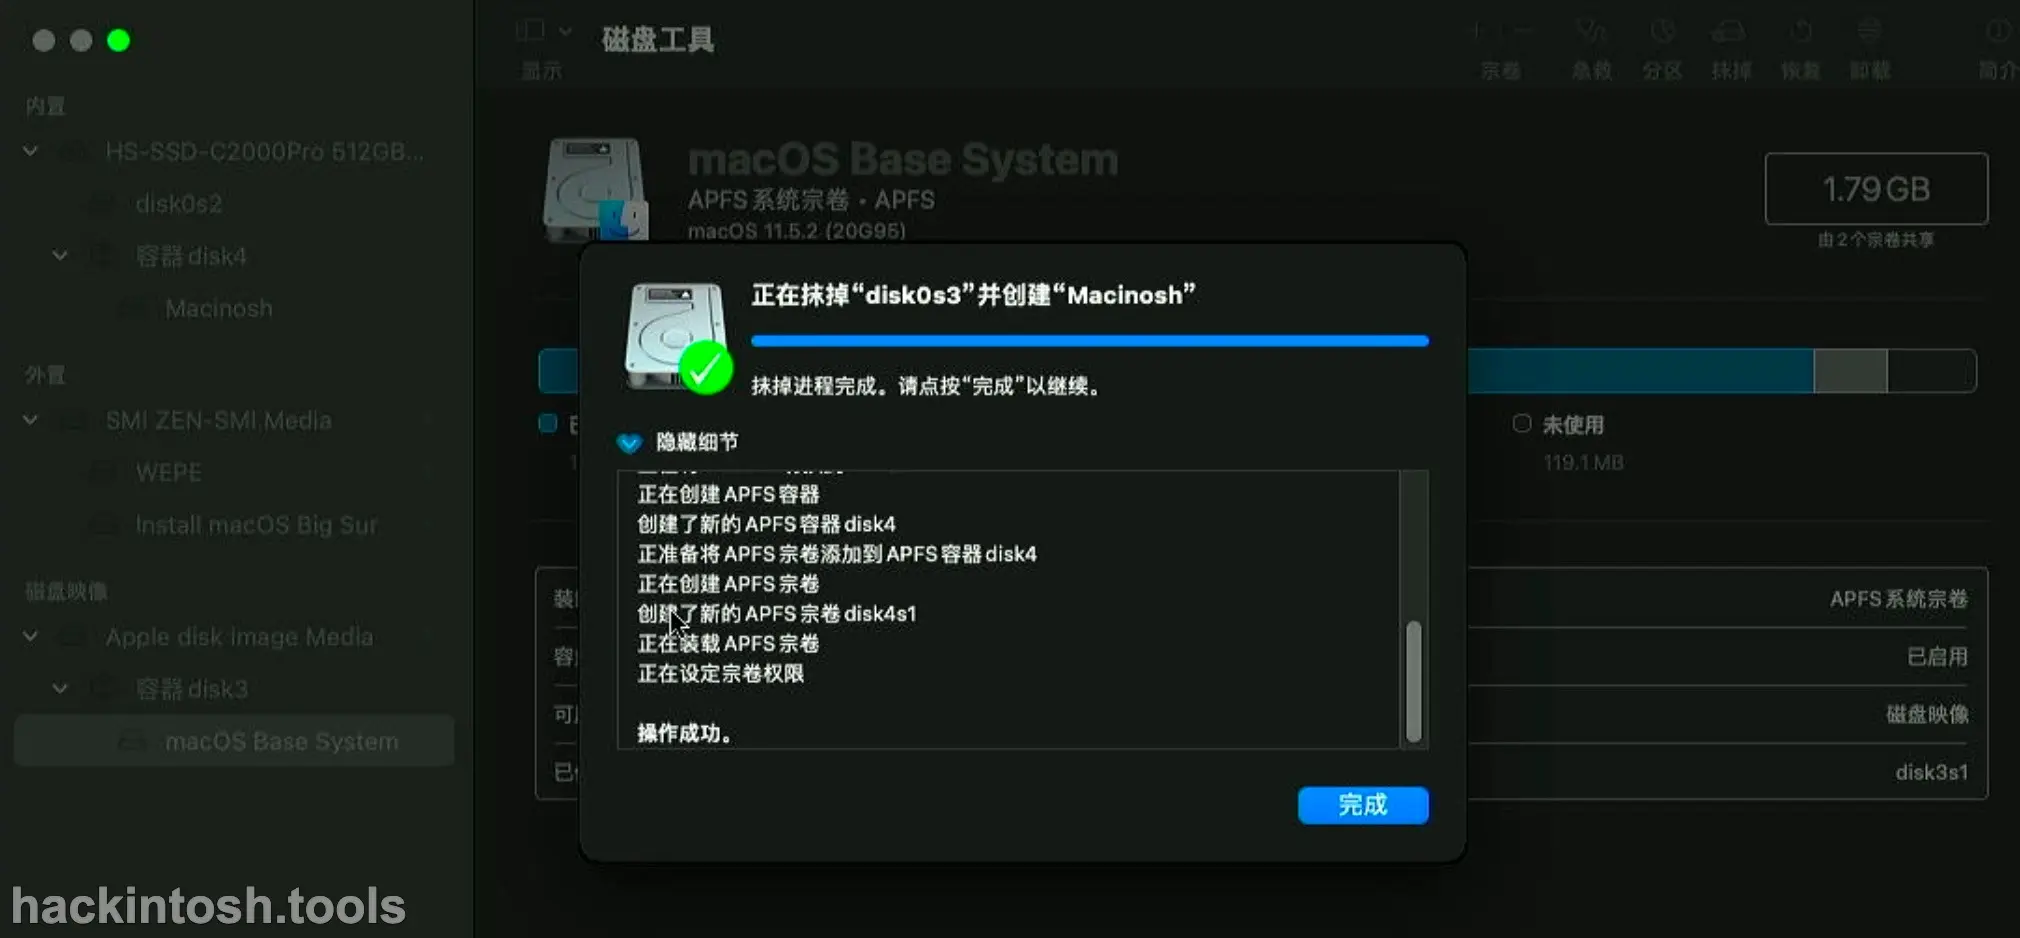 磁盘工具
显示
宗卷
急救
分区
抹掉
恢复
卸载
简介
内置
HS-SSD-C2000Pro 512GB...
disk0s2
容器 disk4
Macinosh
外置
SMI ZEN-SMI Media
WEPE
Install macOS Big Sur
磁盘映像
Apple disk image Media
容器 disk3
macOS Base System
macOS Base System
APFS 系统宗卷 • APFS
macOS 11.5.2 (20G95)
1.79 GB
由 2 个宗卷共享
正在抹掉“disk0s3”并创建“Macinosh”
抹掉进程完成。请点按“完成”以继续。
隐藏细节
正在创建 APFS 容器
创建了新的 APFS 容器 disk4
正准备将 APFS 宗卷添加到 APFS 容器 disk4
正在创建 APFS 宗卷
创建了新的 APFS 宗卷 disk4s1
正在装载 APFS 宗卷
正在设定宗卷权限
操作成功。
完成
未使用
119.1 MB
APFS 系统宗卷
已启用
磁盘映像
disk3s1
hackintosh.tools